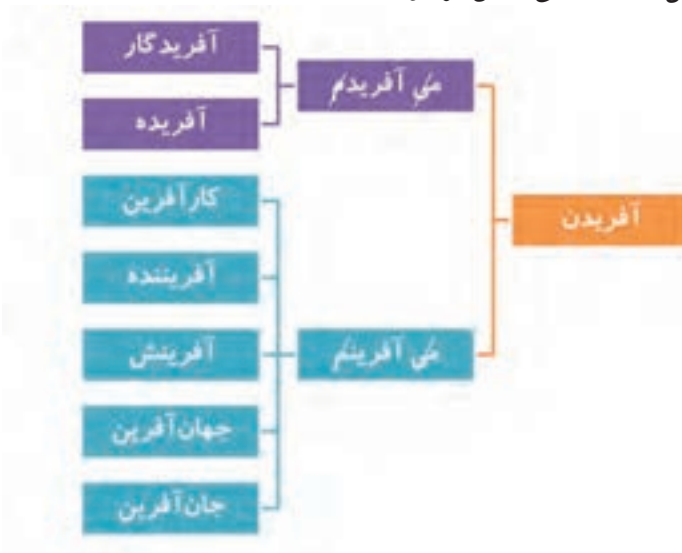 آفریدن
می آفریدم
آفریدگار
آفریده
می آفرینم
کارآفرین
آفریننده
آفرینش
جهان‌آفرین
جان‌آفرین